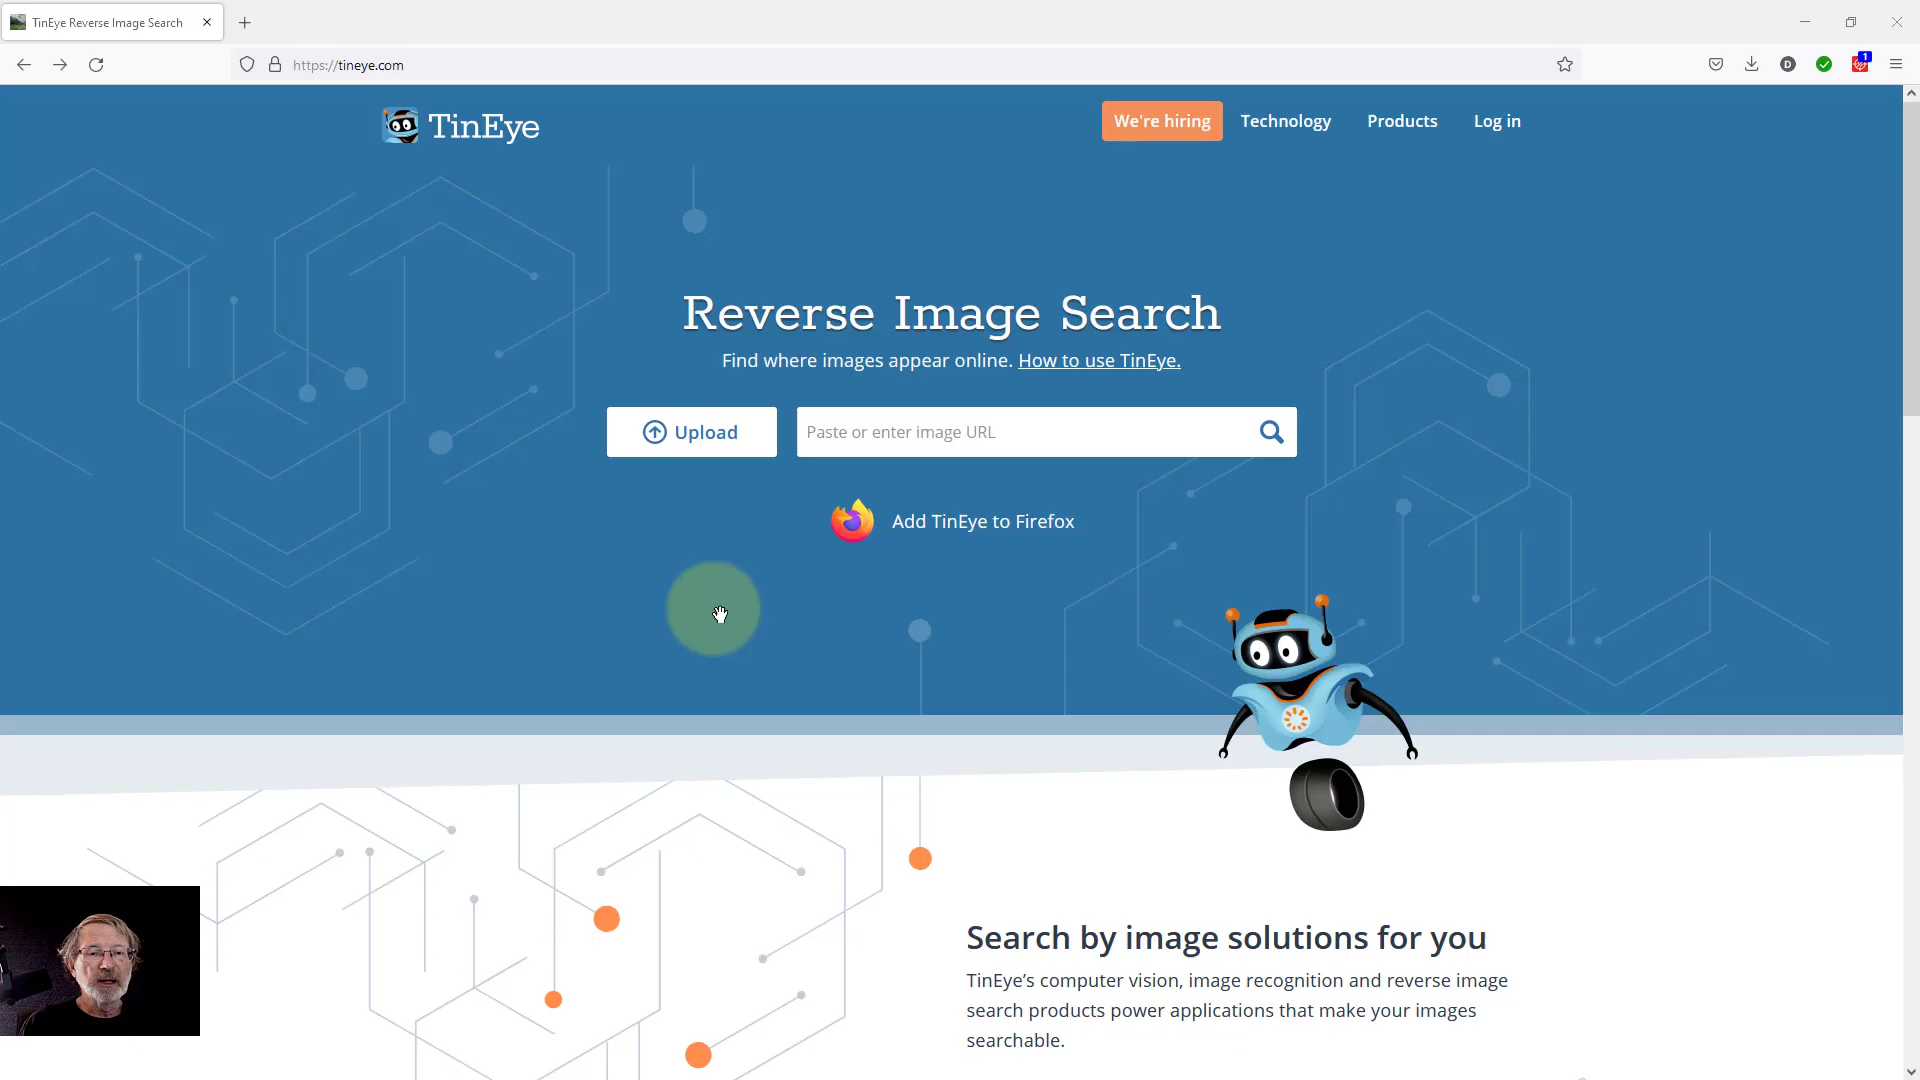 TinEye Reverse Image Search
https://tineye.com
D
1
TinEye
We're hiring
Technology
Products
Log in
Reverse Image Search
Find where images appear online. How to use TinEye.
Upload
Paste or enter image URL
Add TinEye to Firefox
Search by image solutions for you
TinEye’s computer vision, image recognition and reverse image
search products power applications that make your images
searchable.